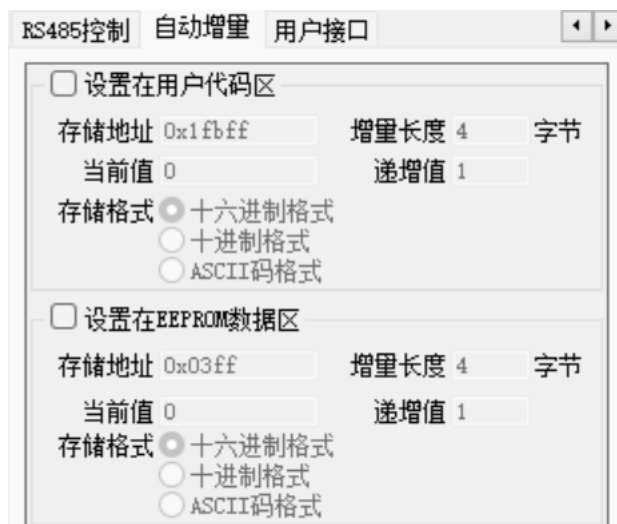 RS485控制 自动增量 用户接口
设置在用户代码区
存储地址 0x1fbff 增量长度 4 字节
当前值 0 递增值 1
存储格式 十六进制格式
十进制格式
ASCII码格式
设置在EEPROM数据区
存储地址 0x03ff 增量长度 4 字节
当前值 0 递增值 1
存储格式 十六进制格式
十进制格式
ASCII码格式